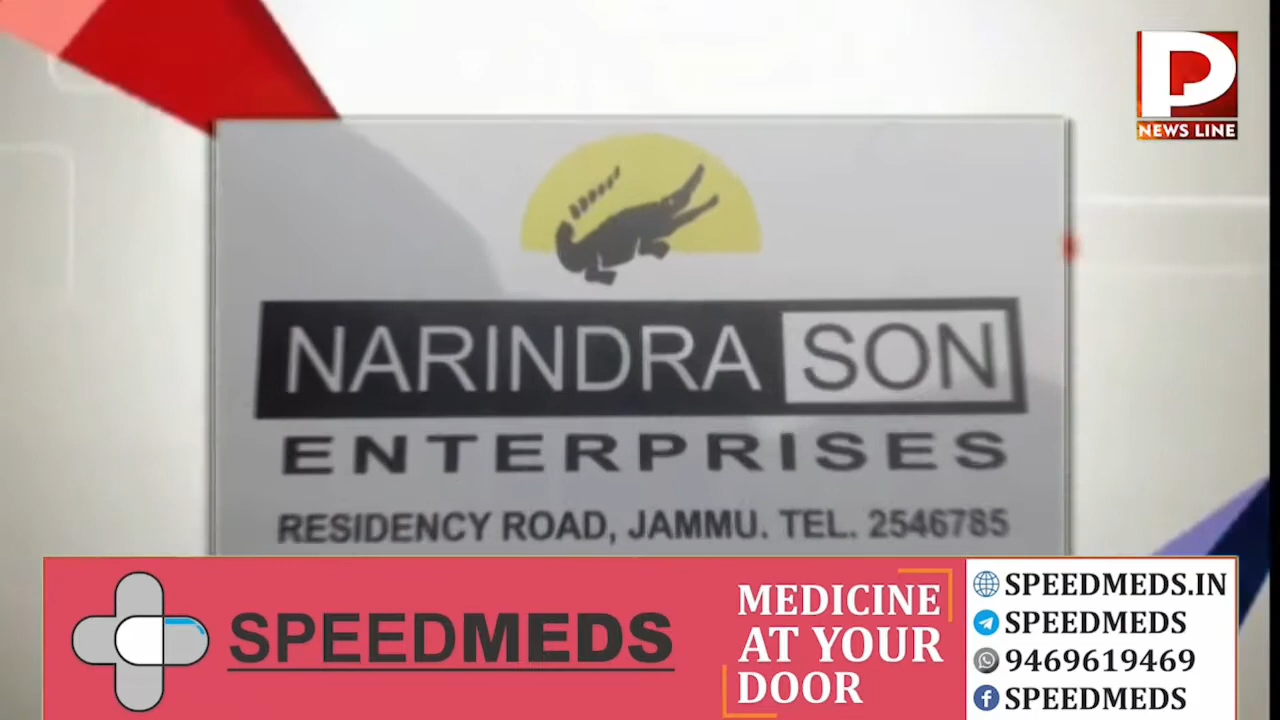 P
NEWS LINE
NARINDRA SON
ENTERPRISES
RESIDENCY ROAD, JAMMU. TEL. 2546785
SPEEDMEDS
MEDICINE
AT YOUR
DOOR
SPEEDMEDS.IN
SPEEDMEDS
9469619469
SPEEDMEDS